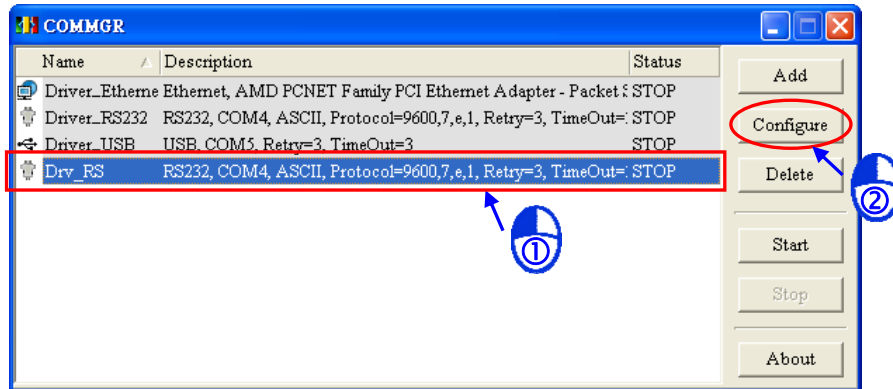 COMMGR
Name Description Status
Driver_Etherne Ethernet, AMD PCNET Family PCI Ethernet Adapter - Packet STOP
Driver_RS232 RS232, COM4, ASCII, Protocol=9600,7,e,1, Retry=3, TimeOut= STOP
Driver_USB USB, COM5, Retry=3, TimeOut=3 STOP
Drv_RS RS232, COM4, ASCII, Protocol=9600,7,e,1, Retry=3, TimeOut= STOP
Add
Configure
Delete
Start
Stop
About
①
②